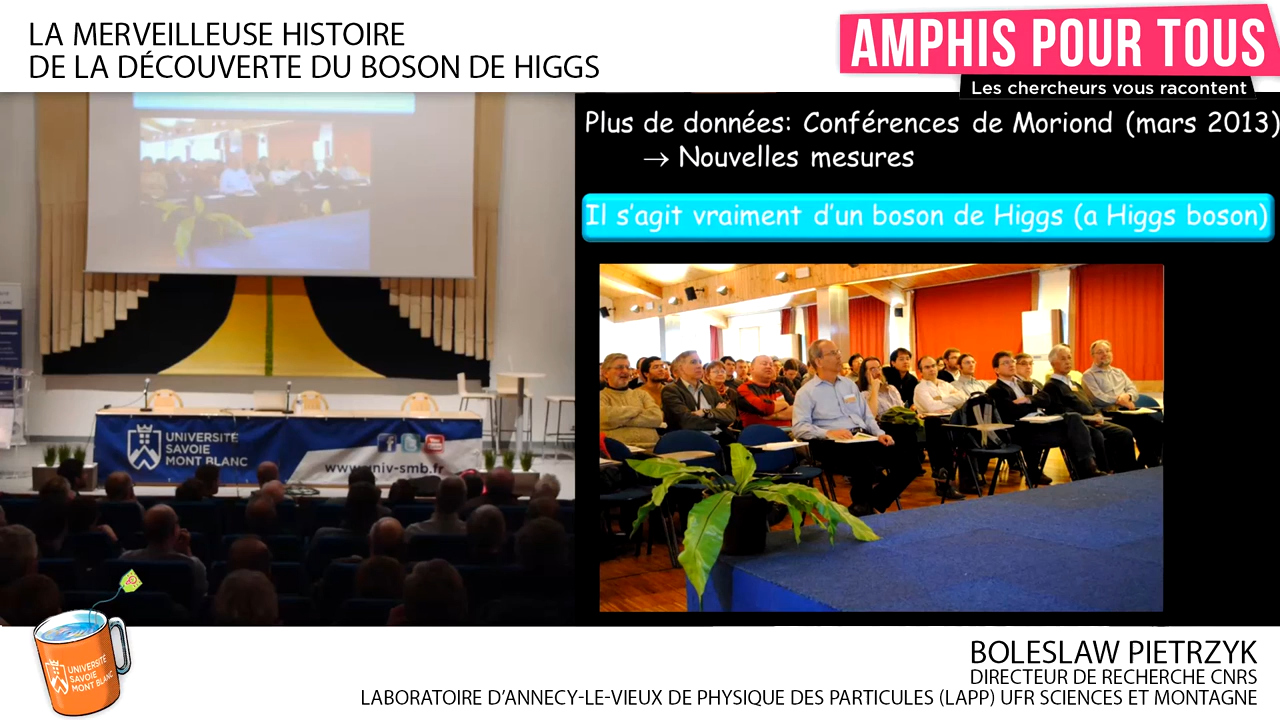 LA MERVEILLEUSE HISTOIRE
DE LA DÉCOUVERTE DU BOSON DE HIGGS
AMPHIS POUR TOUS
Les chercheurs vous racontent
Plus de données: Conférences de Moriond (mars 2013)
→ Nouvelles mesures
Il s'agit vraiment d'un boson de Higgs (a Higgs boson)
UNIVERSITÉ
SAVOIE
MONT BLANC
www.univ-smb.fr
UNIVERSITÉ
SAVOIE
MONT BLANC
BOLESLAW PIETRZYK
DIRECTEUR DE RECHERCHE CNRS
LABORATOIRE D'ANNECY-LE-VIEUX DE PHYSIQUE DES PARTICULES (LAPP) UFR SCIENCES ET MONTAGNE